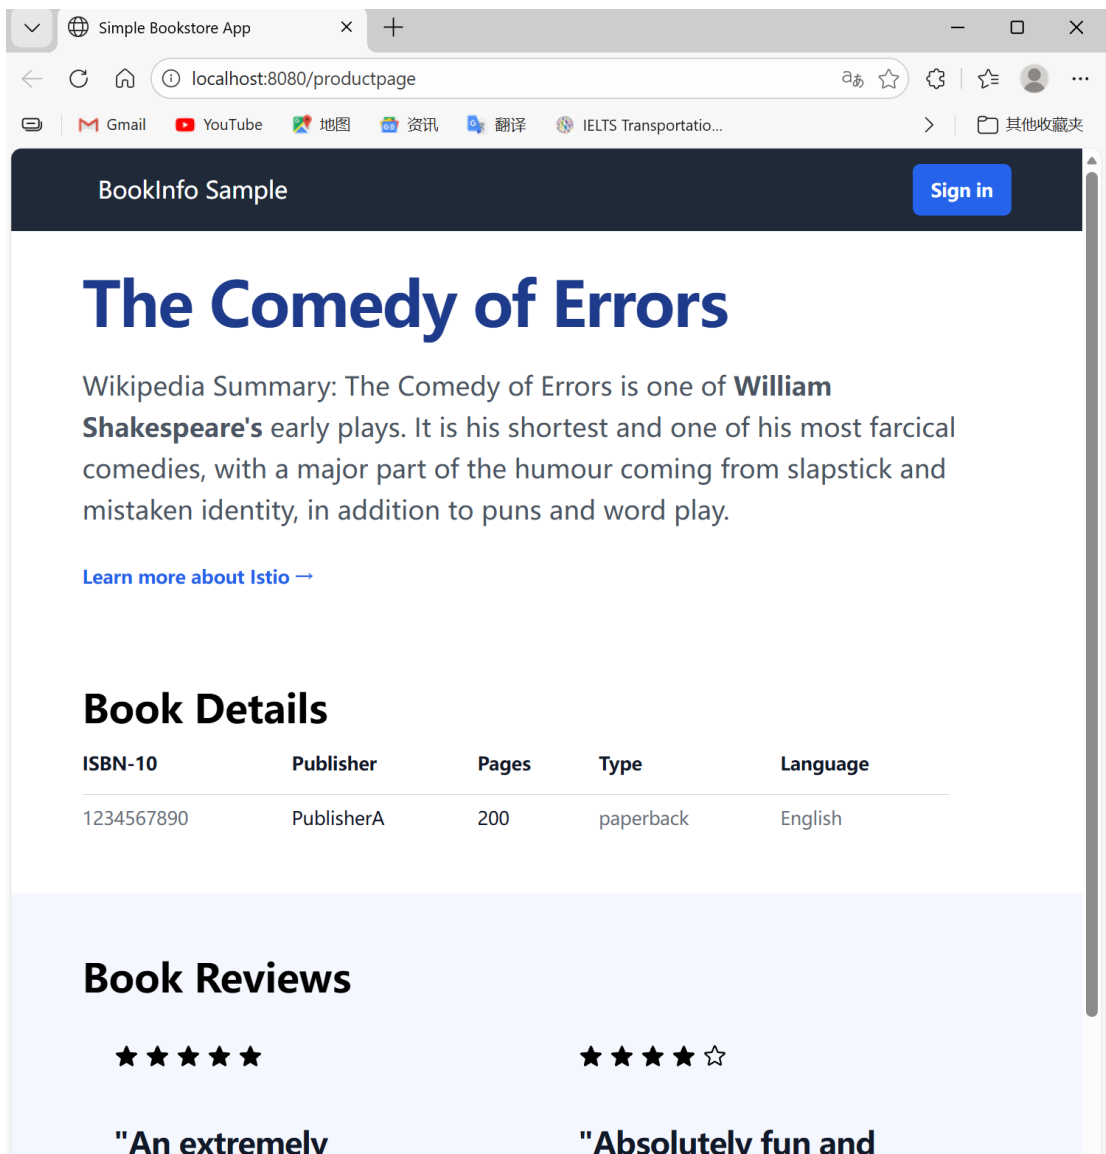 Simple Bookstore App
localhost:8080/productpage
Gmail YouTube 地图 资讯 翻译 IELTS Transportatio... 其他收藏夹
BookInfo Sample
Sign in
The Comedy of Errors
Wikipedia Summary: The Comedy of Errors is one of William
Shakespeare's early plays. It is his shortest and one of his most farcical
comedies, with a major part of the humour coming from slapstick and
mistaken identity, in addition to puns and word play.
Learn more about Istio →
Book Details
ISBN-10 Publisher Pages Type Language
1234567890 PublisherA 200 paperback English
Book Reviews
"An extremely
"Absolutely fun and